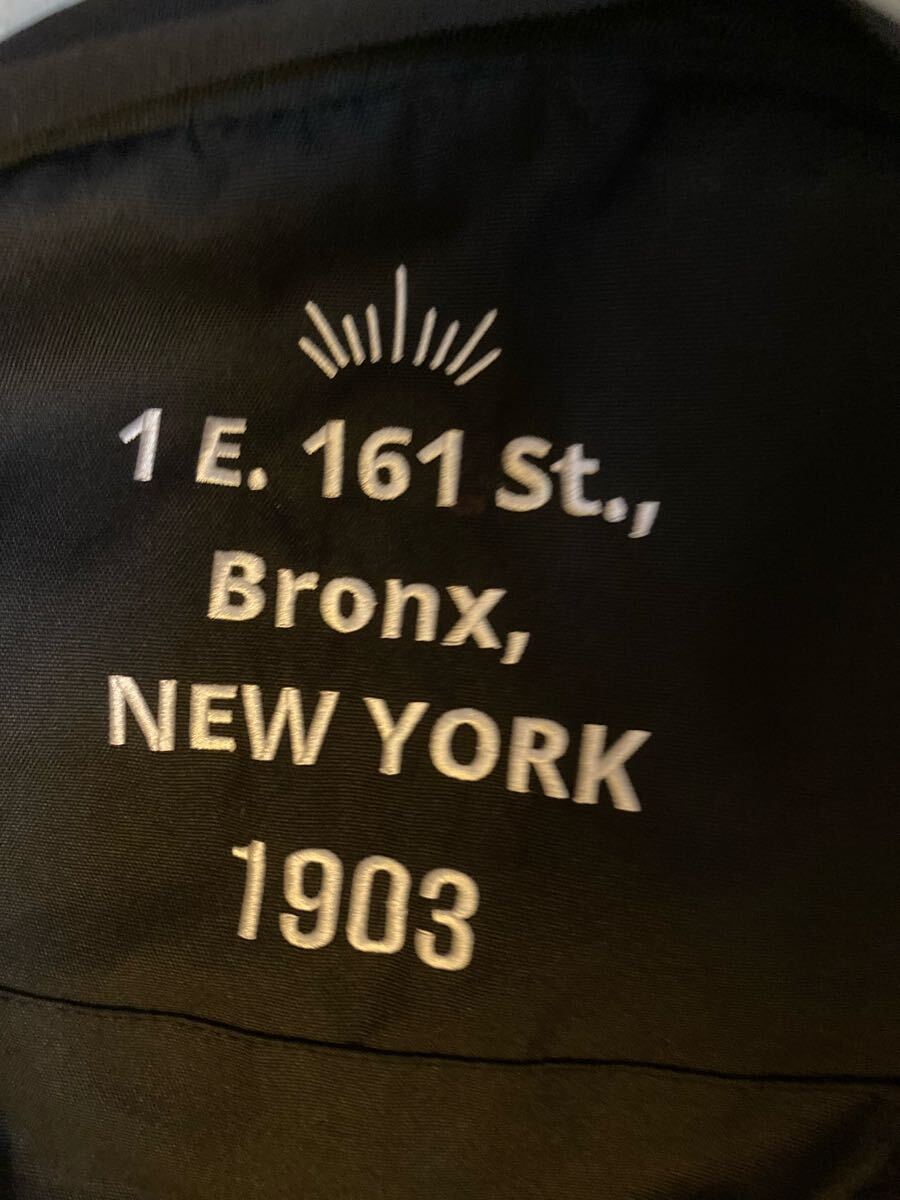 1 E. 161 St.,
Bronx,
NEW YORK
1903